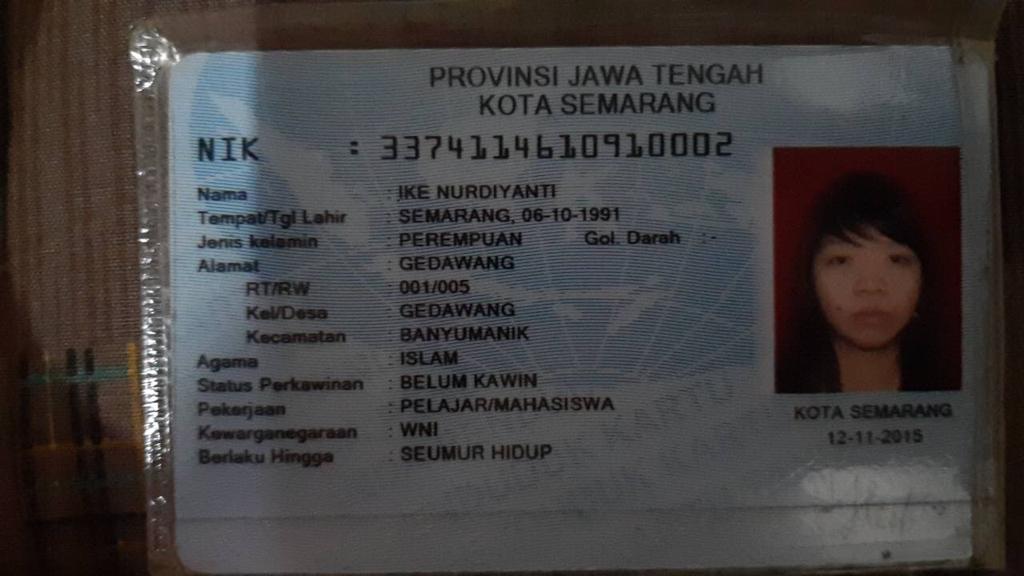 PROVINSI JAWA TENGAH
KOTA SEMARANG
NIK : 3374114610910002
Nama : IKE NURDIYANTI
Tempat/Tgl Lahir : SEMARANG, 06-10-1991
Jenis kelamin : PEREMPUAN Gol. Darah : -
Alamat : GEDAWANG
RT/RW : 001/005
Kel/Desa : GEDAWANG
Kecamatan : BANYUMANIK
Agama : ISLAM
Status Perkawinan : BELUM KAWIN
Pekerjaan : PELAJAR/MAHASISWA
Kewarganegaraan : WNI
Berlaku Hingga : SEUMUR HIDUP
KOTA SEMARANG
12-11-2015